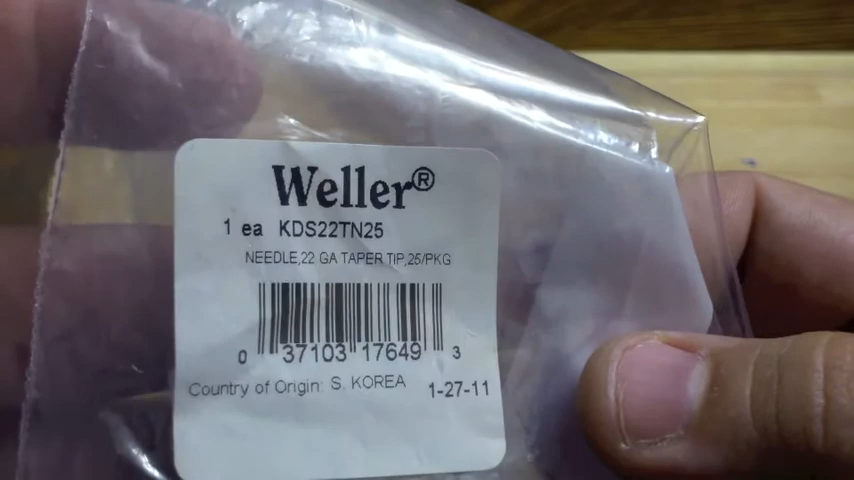 Weller®
1 ea KDS22TN25
NEEDLE,22 GA TAPER TIP,25/PKG
0 37103 17649 3
Country of Origin: S. KOREA 1-27-11